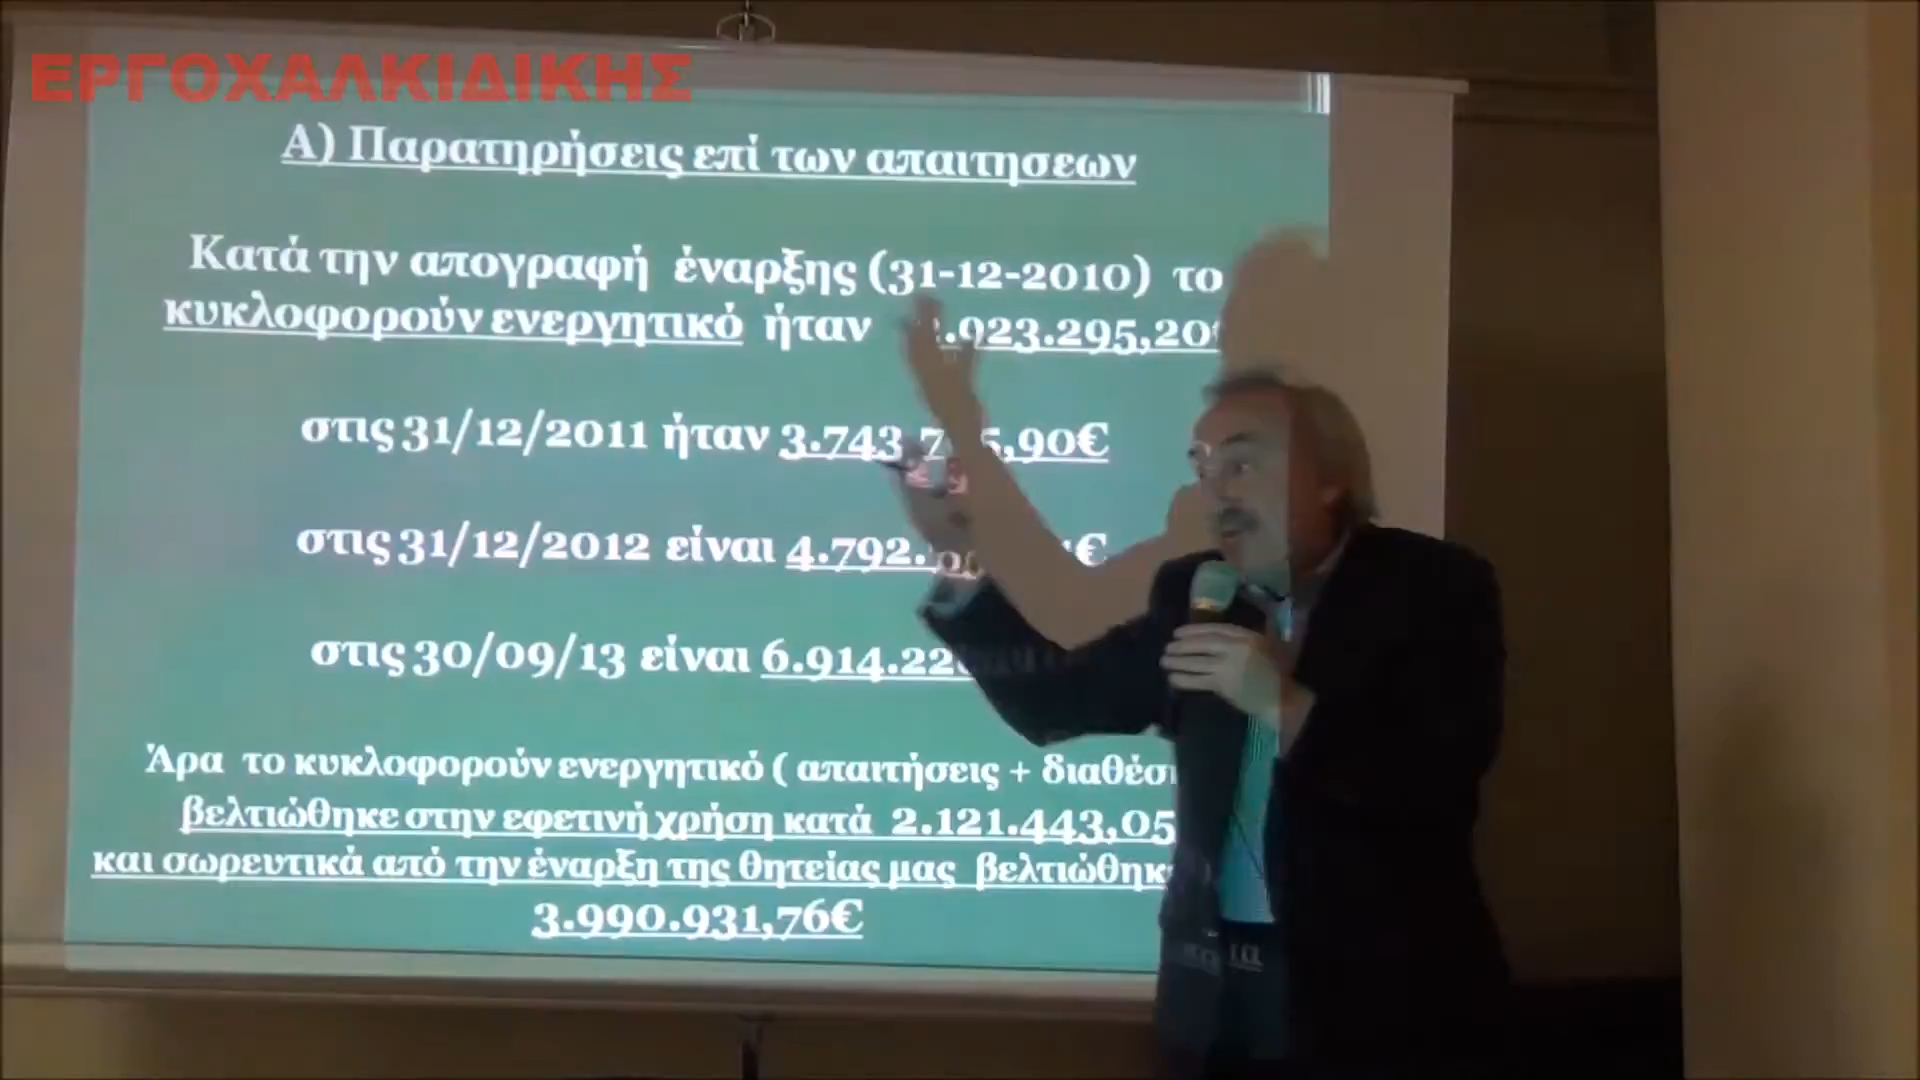 ΕΡΓΟΧΑΛΚΙΔΙΚΗΣ
Α) Παρατηρήσεις επί των απαιτησεων
Κατά την απογραφή έναρξης (31-12-2010) το
κυκλοφορούν ενεργητικό ήταν
στις 31/12/2011 ήταν
στις 31/12/2012 είναι
στις 30/09/13 είναι
Άρα το κυκλοφορούν ενεργητικό ( απαιτήσεις +
βελτιώθηκε στην εφετινή χρήση κατά 2.121.443,05
και σωρευτικά από την έναρξη της θητείας μας
3.990.931,76€